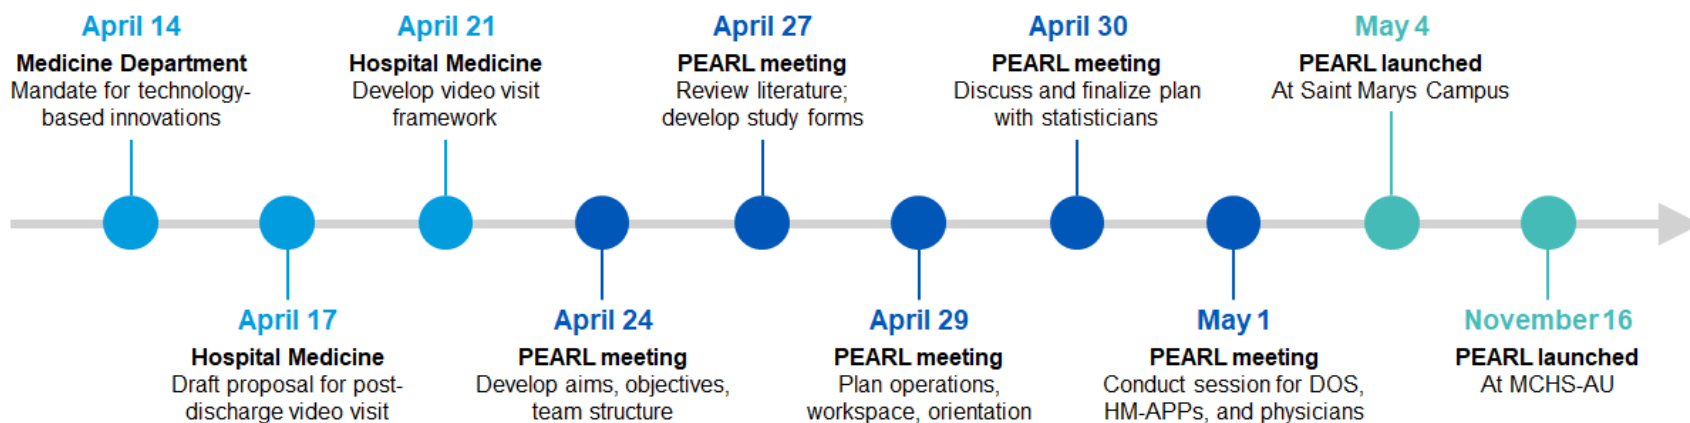 April 14
Medicine Department
Mandate for technology-
based innovations
April 21
Hospital Medicine
Develop video visit
framework
April 27
PEARL meeting
Review literature;
develop study forms
April 30
PEARL meeting
Discuss and finalize plan
with statisticians
May 4
PEARL launched
At Saint Marys Campus
April 17
Hospital Medicine
Draft proposal for post-
discharge video visit
April 24
PEARL meeting
Develop aims, objectives,
team structure
April 29
PEARL meeting
Plan operations,
workspace, orientation
May 1
PEARL meeting
Conduct session for DOS,
HM-APPs, and physicians
November 16
PEARL launched
At MCHS-AU